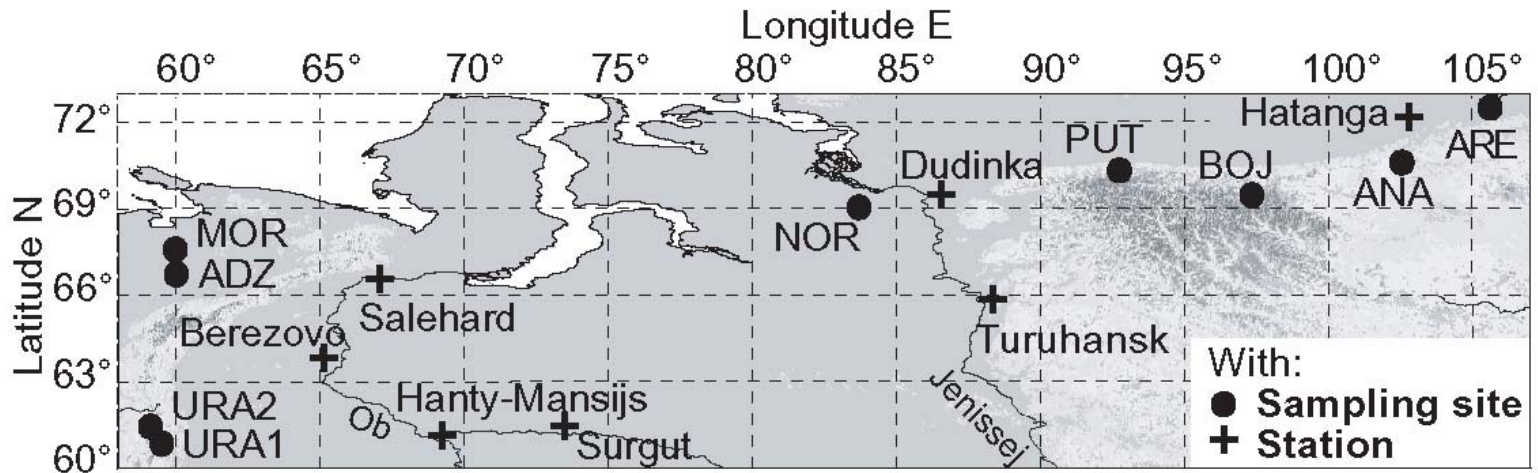 Longitude E
60° 65° 70° 75° 80° 85° 90° 95° 100° 105°
Latitude N
72°
69°
66°
63°
60°
Hatanga
ARE
PUT
BOJ
ANA
Dudinka
NOR
MOR
ADZ
Salehard
Berezovo
Turuhansk
Jenissej
URA2
URA1
Ob
Hanty-Mansijs
Surgut
With:
Sampling site
Station